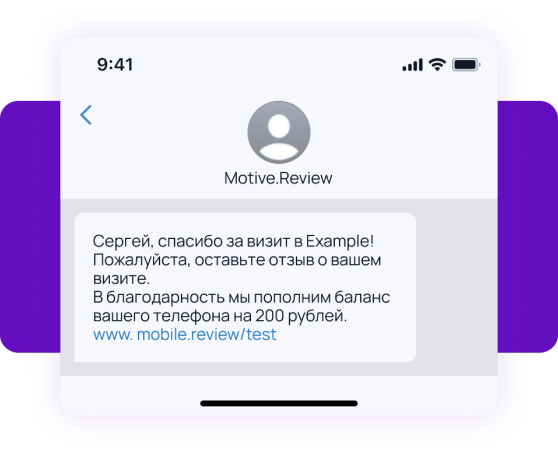 9:41
Motive.Review
Сергей, спасибо за визит в Example!
Пожалуйста, оставьте отзыв о вашем
визите.
В благодарность мы пополним баланс
вашего телефона на 200 рублей.
www. mobile.review/test